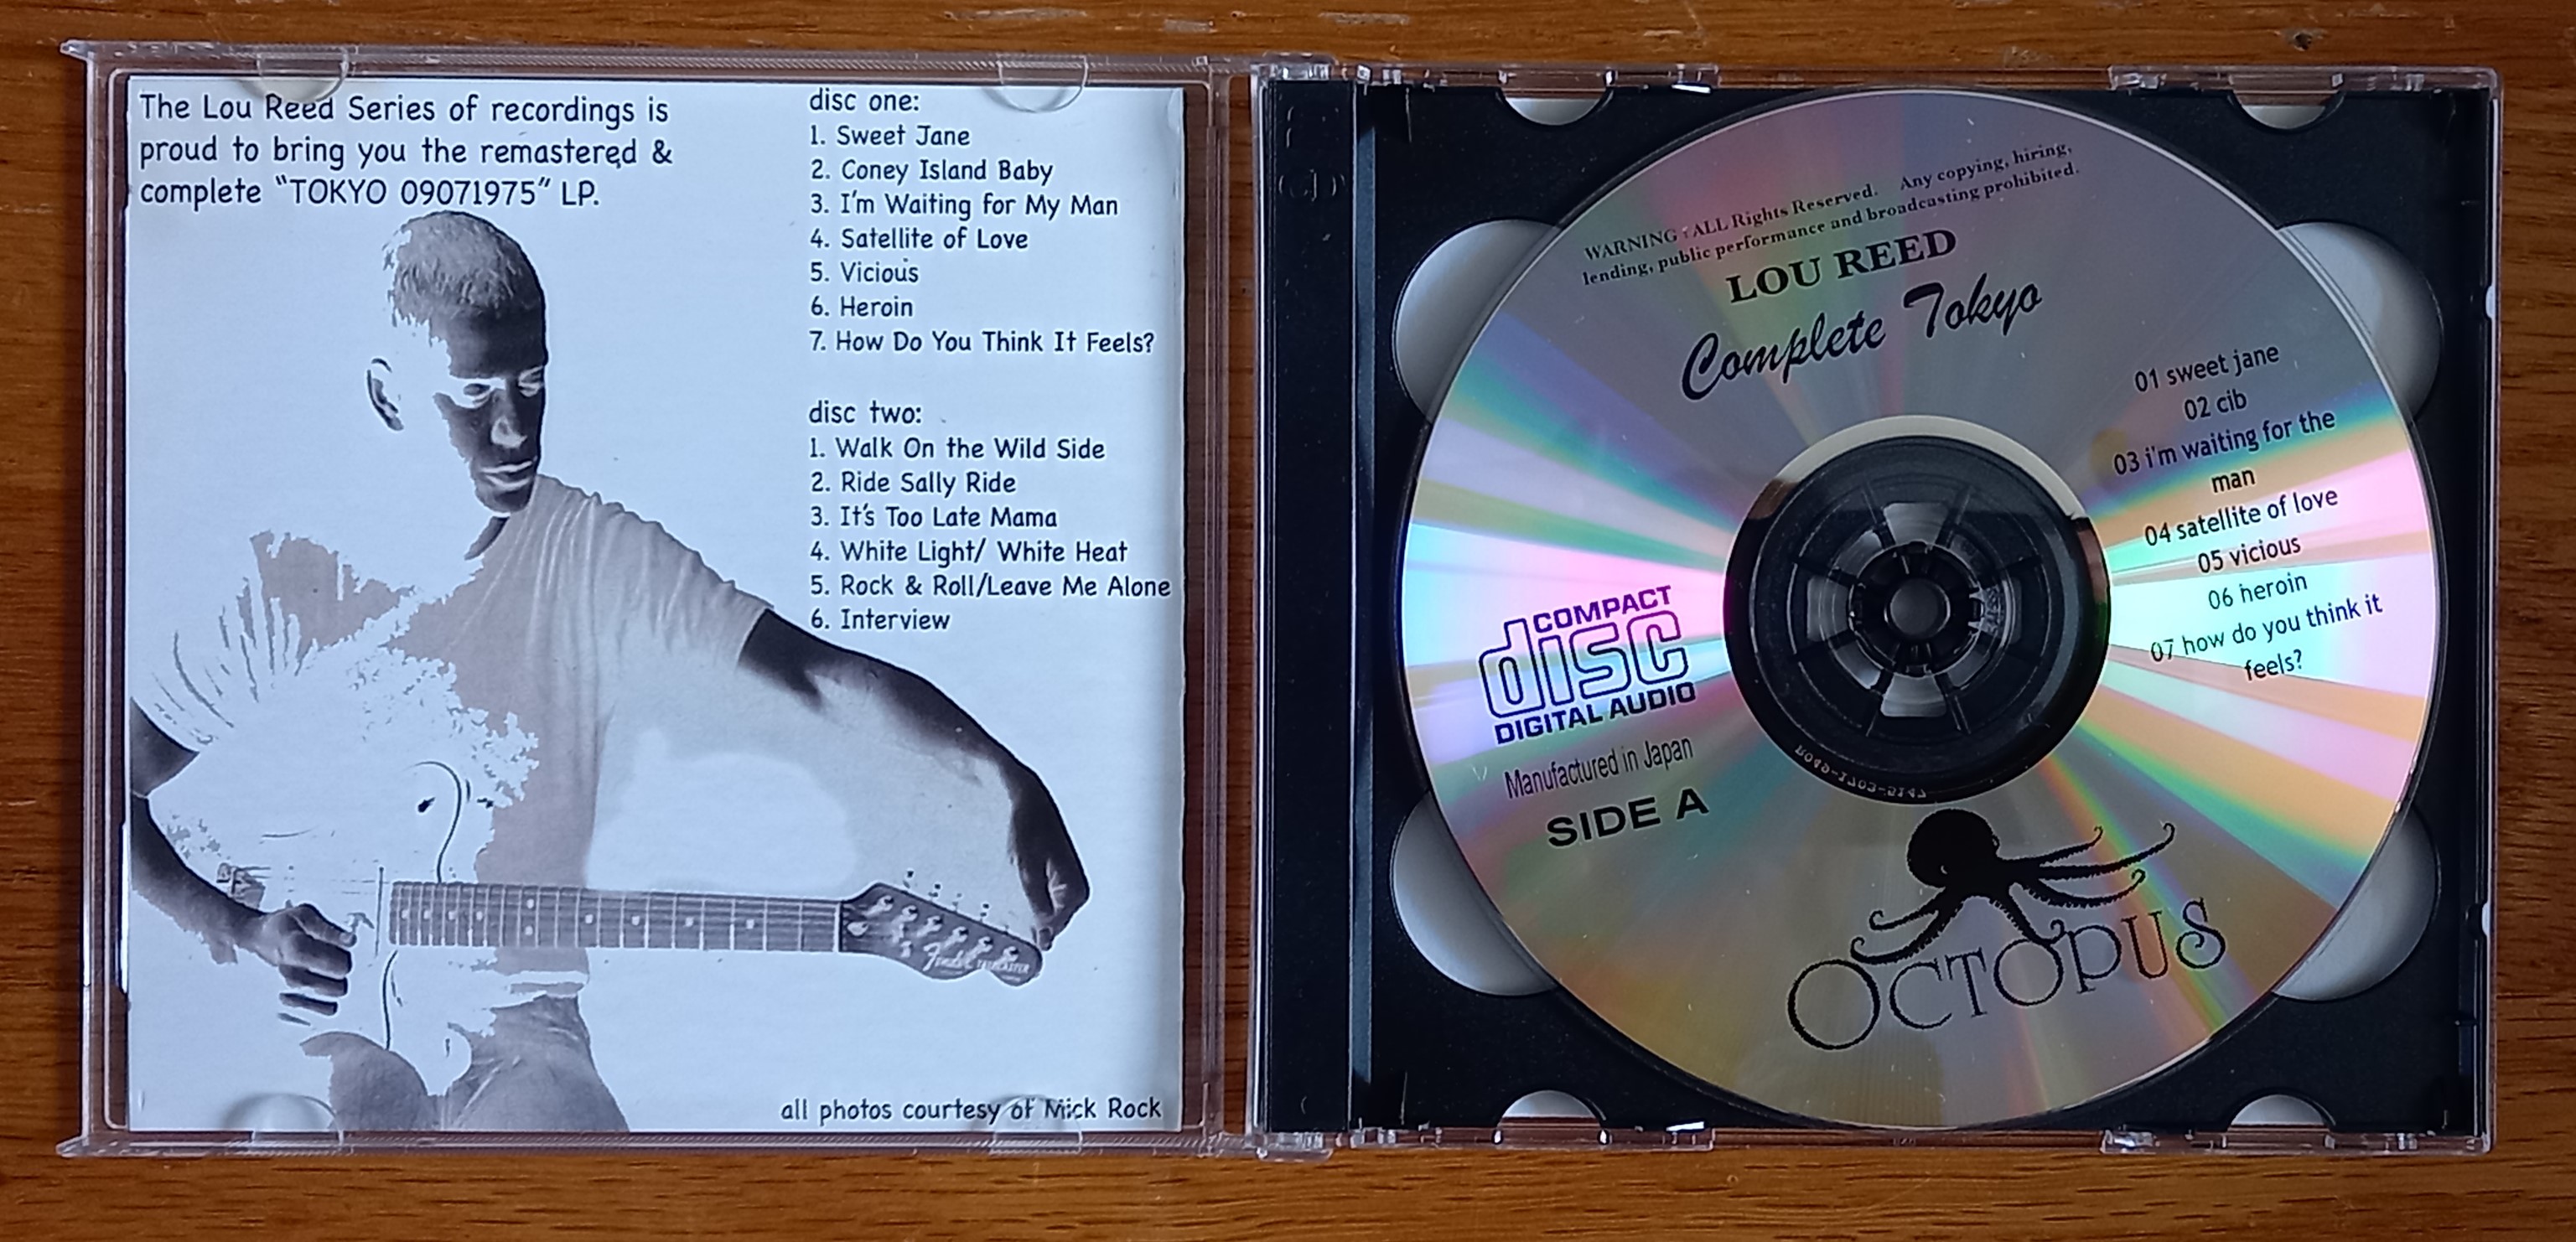 The Lou Reed Series of recordings is
proud to bring you the remastered &
complete "TOKYO 09071975" LP.
disc one:
1. Sweet Jane
2. Coney Island Baby
3. I'm Waiting for My Man
4. Satellite of Love
5. Vicious
6. Heroin
7. How Do You Think It Feels?
disc two:
1. Walk On the Wild Side
2. Ride Sally Ride
3. It's Too Late Mama
4. White Light/ White Heat
5. Rock & Roll/Leave Me Alone
6. Interview
Fender TELECASTER
all photos courtesy of Mick Rock
WARNING : ALL Rights Reserved. Any copying, hiring,
lending, public performance and broadcasting prohibited.
LOU REED
Complete Tokyo
01 sweet jane
02 cib
03 i'm waiting for the
man
04 satellite of love
05 vicious
06 heroin
07 how do you think it
feels?
COMPACT
disc
DIGITAL AUDIO
Manufactured in Japan
SIDE A
OCTOPUS